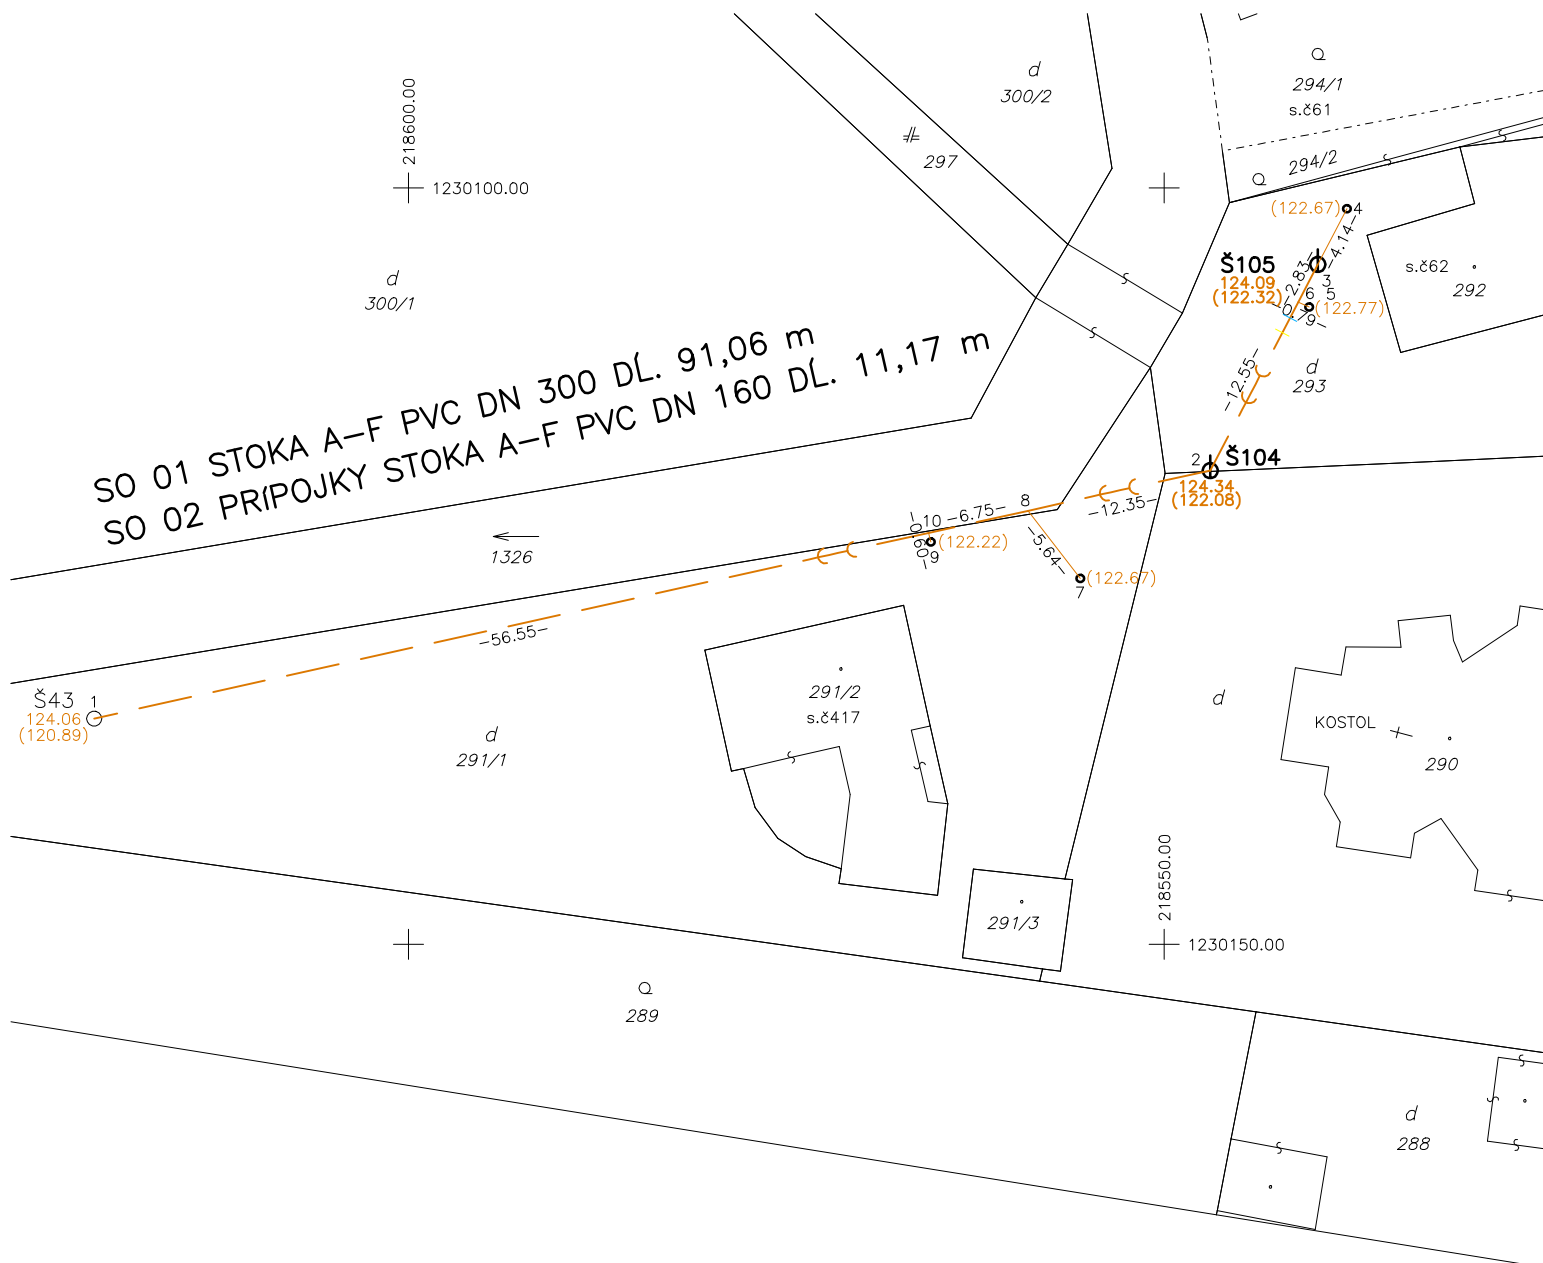 218600.00
1230100.00
d
300/2
Q
294/1
s.č61
297
Q 294/2
(122.67)
4
-4.14-
d
300/1
Š105
124.09
(122.32)
-2.83-
3
6 5
(122.77)
-0.79-
s.č62
292
SO 01 STOKA A-F PVC DN 300 DĹ. 91,06 m
SO 02 PRÍPOJKY STOKA A-F PVC DN 160 DĹ. 11,17 m
-12.55-
d
293
2
Š104
124.34
(122.08)
-12.35-
8
-6.75-
10
-0.60-
9
(122.22)
-5.64-
(122.67)
7
1326
-56.55-
Š43
1
124.06
(120.89)
d
291/1
291/2
s.č417
d
KOSTOL
290
218550.00
291/3
1230150.00
Q
289
d
288